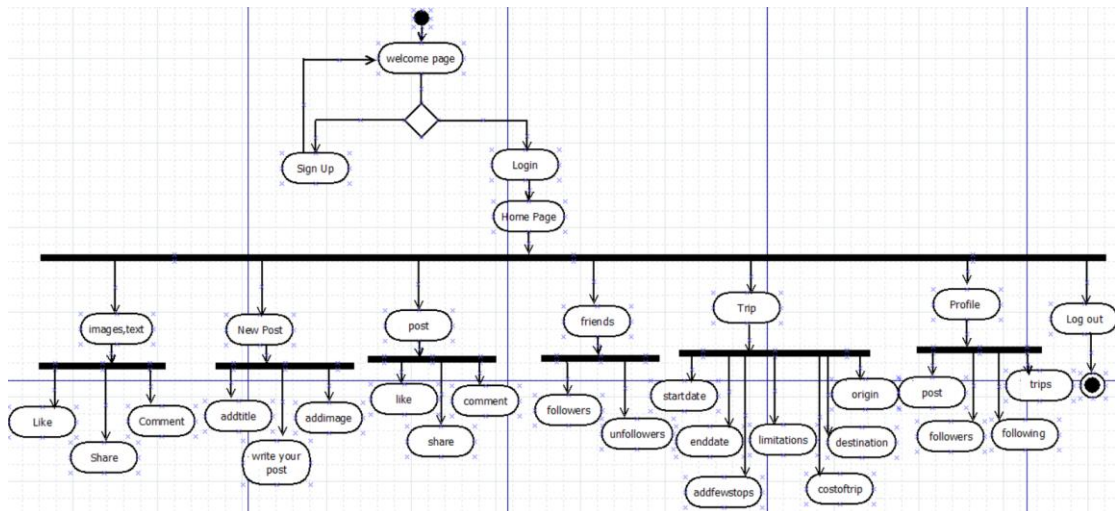 welcome page
Sign Up
Login
Home Page
images,text
New Post
post
friends
Trip
Profile
Log out
Like
Share
Comment
addtitle
write your
post
addimage
like
share
comment
followers
unfollowers
startdate
enddate
addfewstops
limitations
costoftrip
destination
origin
post
followers
following
trips